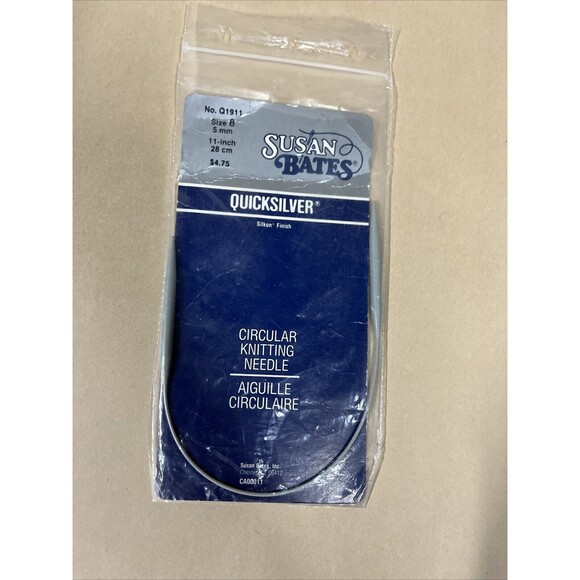 No. Q1911
Size 8
5 mm
11-inch
28 cm
$4.75
SUSAN
BATES®
QUICKSILVER®
Silkon* Finish
CIRCULAR
KNITTING
NEEDLE
AIGUILLE
CIRCULAIRE
Susan Bates, Inc.
CA00011